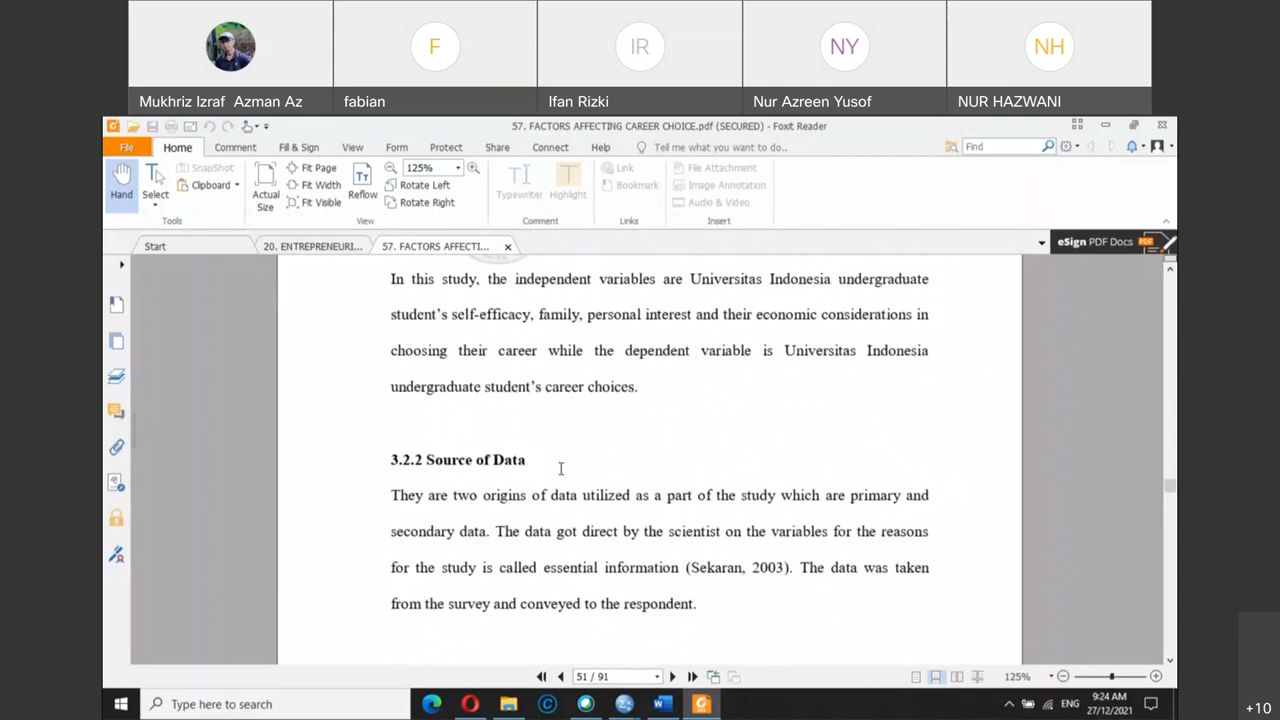 F
IR
NY
NH
Mukhriz Izraf Azman Az
fabian
Ifan Rizki
Nur Azreen Yusof
NUR HAZWANI
57. FACTORS AFFECTING CAREER CHOICE.pdf (SECURED) - Foxit Reader
File Home Comment Fill & Sign View Form Protect Share Connect Help Tell me what you want to do.. Find
Hand
Select
SnapShot
Clipboard
Tools
Actual Size
Fit Page
Fit Width
Fit Visible
Reflow
125%
Rotate Left
Rotate Right
View
Typewriter
Highlight
Comment
Link
Bookmark
Links
File Attachment
Image Annotation
Audio & Video
Insert
Start
20. ENTREPRENEURI...
57. FACTORS AFFECTI...
eSign PDF Docs
In this study, the independent variables are Universitas Indonesia undergraduate
student's self-efficacy, family, personal interest and their economic considerations in
choosing their career while the dependent variable is Universitas Indonesia
undergraduate student's career choices.
3.2.2 Source of Data
They are two origins of data utilized as a part of the study which are primary and
secondary data. The data got direct by the scientist on the variables for the reasons
for the study is called essential information (Sekaran, 2003). The data was taken
from the survey and conveyed to the respondent.
51 / 91
125%
Type here to search
ENG
9:24 AM
27/12/2021
+10